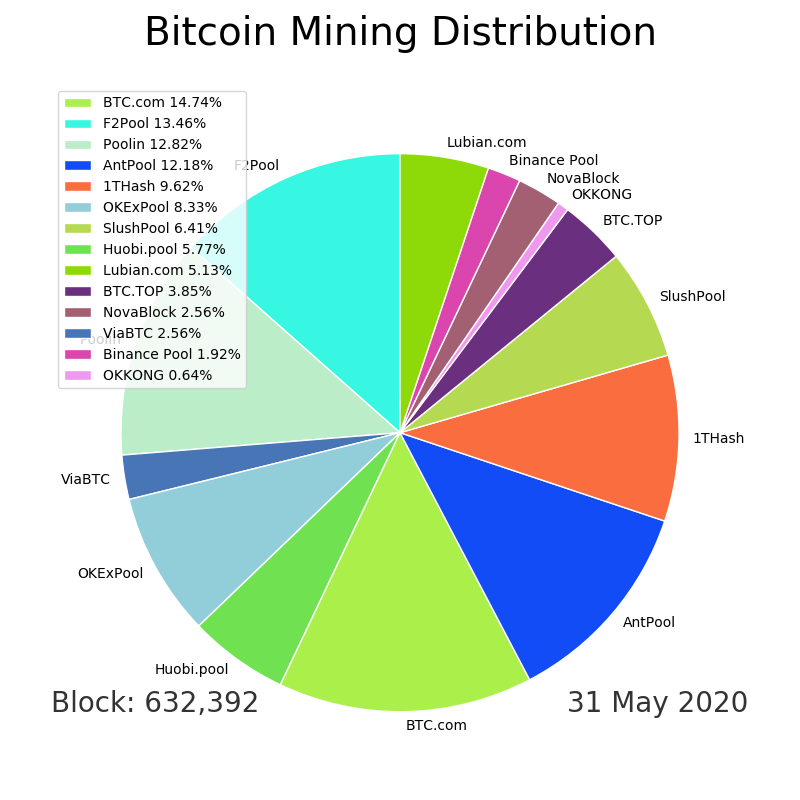 Bitcoin Mining Distribution
BTC.com 14.74%
F2Pool 13.46%
Poolin 12.82%
AntPool 12.18%
1THash 9.62%
OKExPool 8.33%
SlushPool 6.41%
Huobi.pool 5.77%
Lubian.com 5.13%
BTC.TOP 3.85%
NovaBlock 2.56%
ViaBTC 2.56%
Binance Pool 1.92%
OKKONG 0.64%
Lubian.com
Binance Pool
NovaBlock
OKKONG
BTC.TOP
SlushPool
1THash
AntPool
BTC.com
Huobi.pool
OKExPool
ViaBTC
Poolin
F2Pool
Block: 632,392
31 May 2020